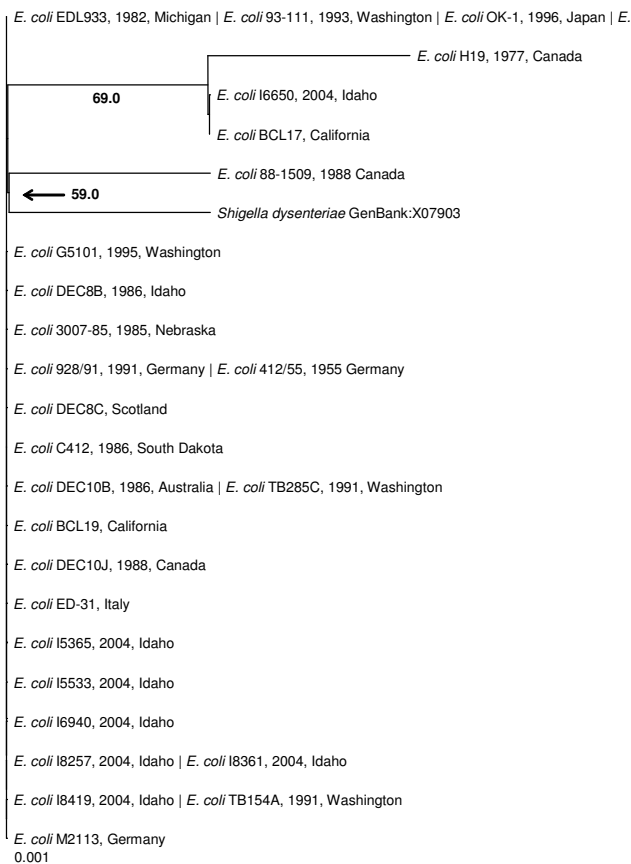 E. coli EDL933, 1982, Michigan | E. coli 93-111, 1993, Washington | E. coli OK-1, 1996, Japan | E.
E. coli H19, 1977, Canada
69.0
E. coli I6650, 2004, Idaho
E. coli BCL17, California
E. coli 88-1509, 1988 Canada
59.0
Shigella dysenteriae GenBank:X07903
E. coli G5101, 1995, Washington
E. coli DEC8B, 1986, Idaho
E. coli 3007-85, 1985, Nebraska
E. coli 928/91, 1991, Germany | E. coli 412/55, 1955 Germany
E. coli DEC8C, Scotland
E. coli C412, 1986, South Dakota
E. coli DEC10B, 1986, Australia | E. coli TB285C, 1991, Washington
E. coli BCL19, California
E. coli DEC10J, 1988, Canada
E. coli ED-31, Italy
E. coli I5365, 2004, Idaho
E. coli I5533, 2004, Idaho
E. coli I6940, 2004, Idaho
E. coli I8257, 2004, Idaho | E. coli I8361, 2004, Idaho
E. coli I8419, 2004, Idaho | E. coli TB154A, 1991, Washington
E. coli M2113, Germany
0.001